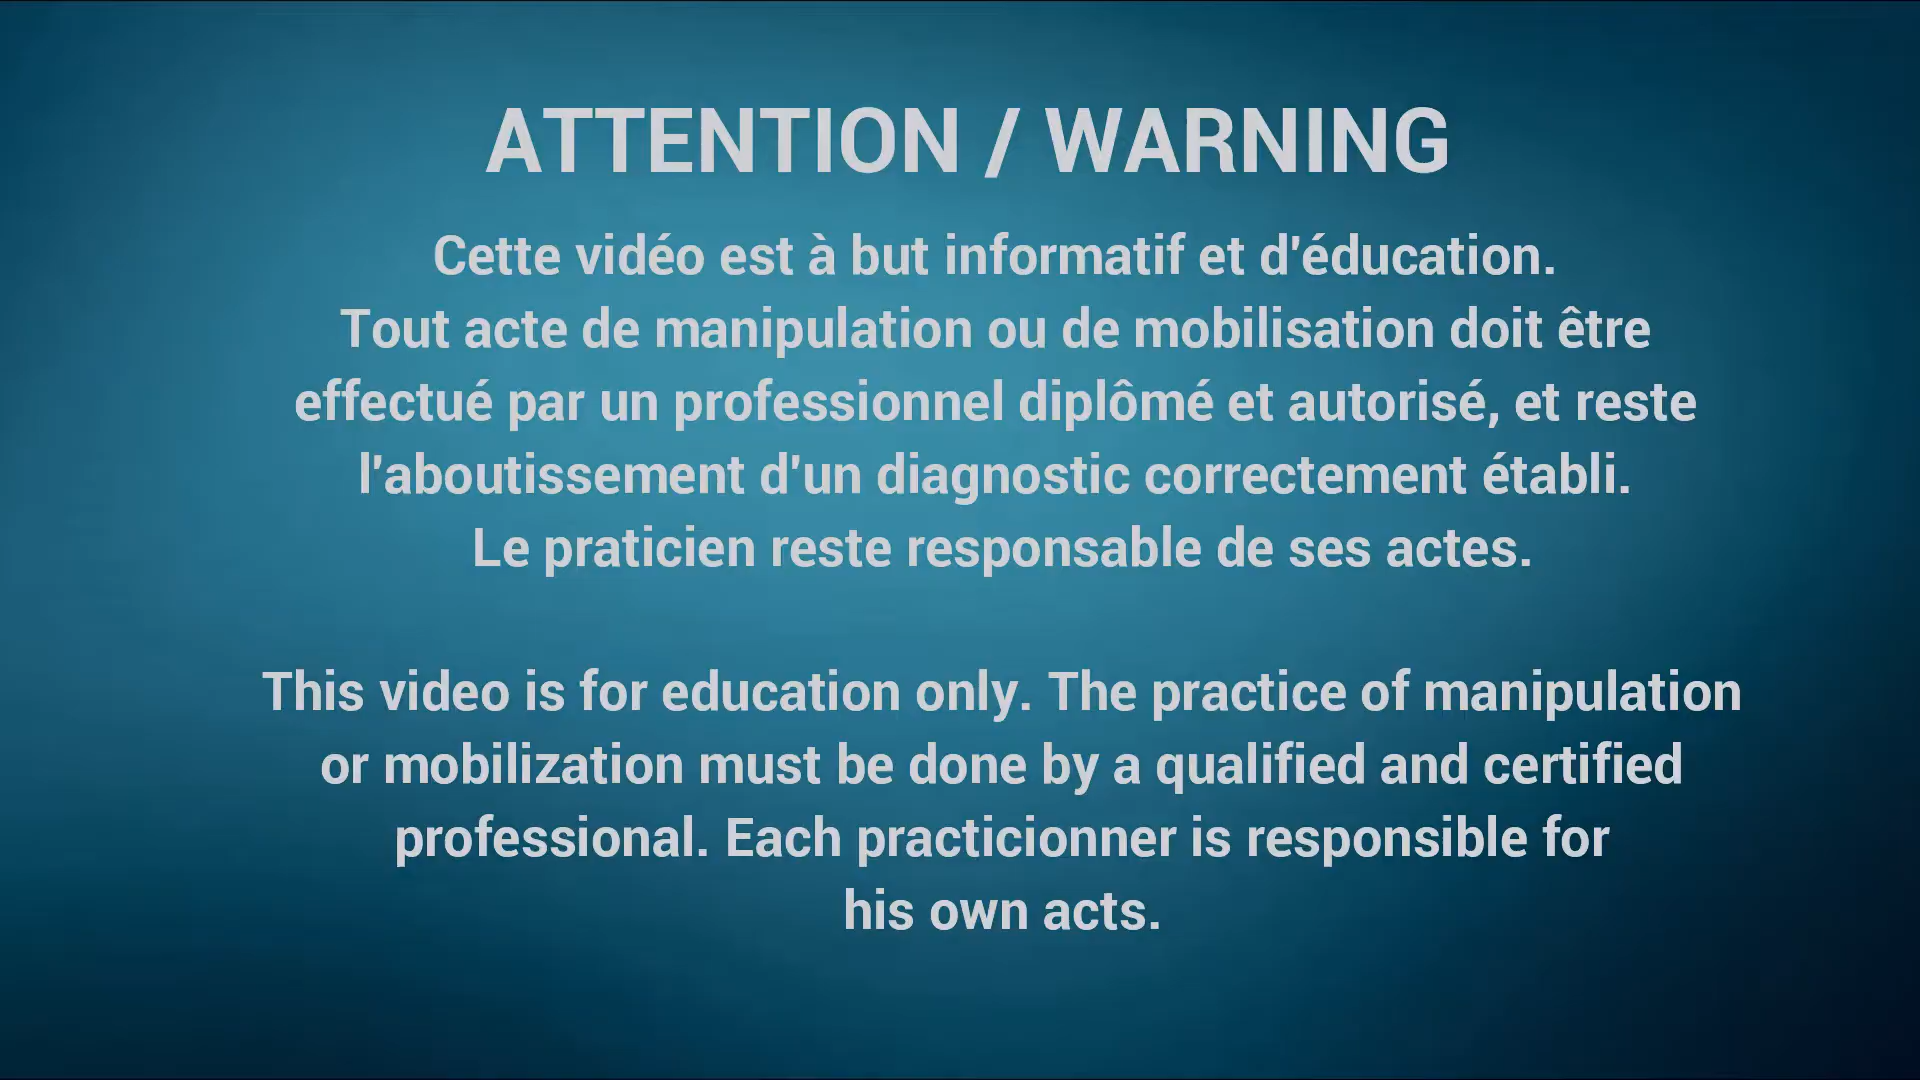 ATTENTION / WARNING
Cette vidéo est à but informatif et d'éducation.
Tout acte de manipulation ou de mobilisation doit être
effectué par un professionnel diplômé et autorisé, et reste
l'aboutissement d'un diagnostic correctement établi.
Le praticien reste responsable de ses actes.
This video is for education only. The practice of manipulation
or mobilization must be done by a qualified and certified
professional. Each practicionner is responsible for
his own acts.